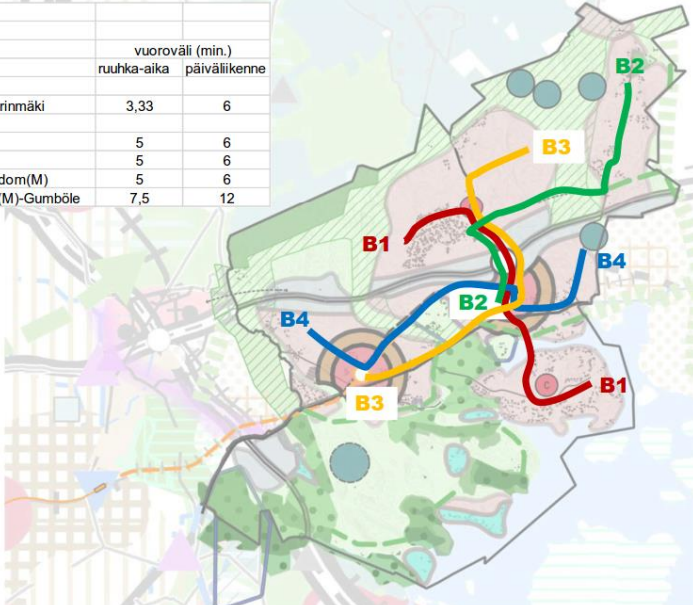 vuoroväli (min.)
ruuhka-aika päiväliikenne
rinmäki 3,33 6
5 6
5 6
dom(M) 5 6
(M)-Gumböle 7,5 12
B2
B3
B1
B4
B2
B4
B1
B3
C